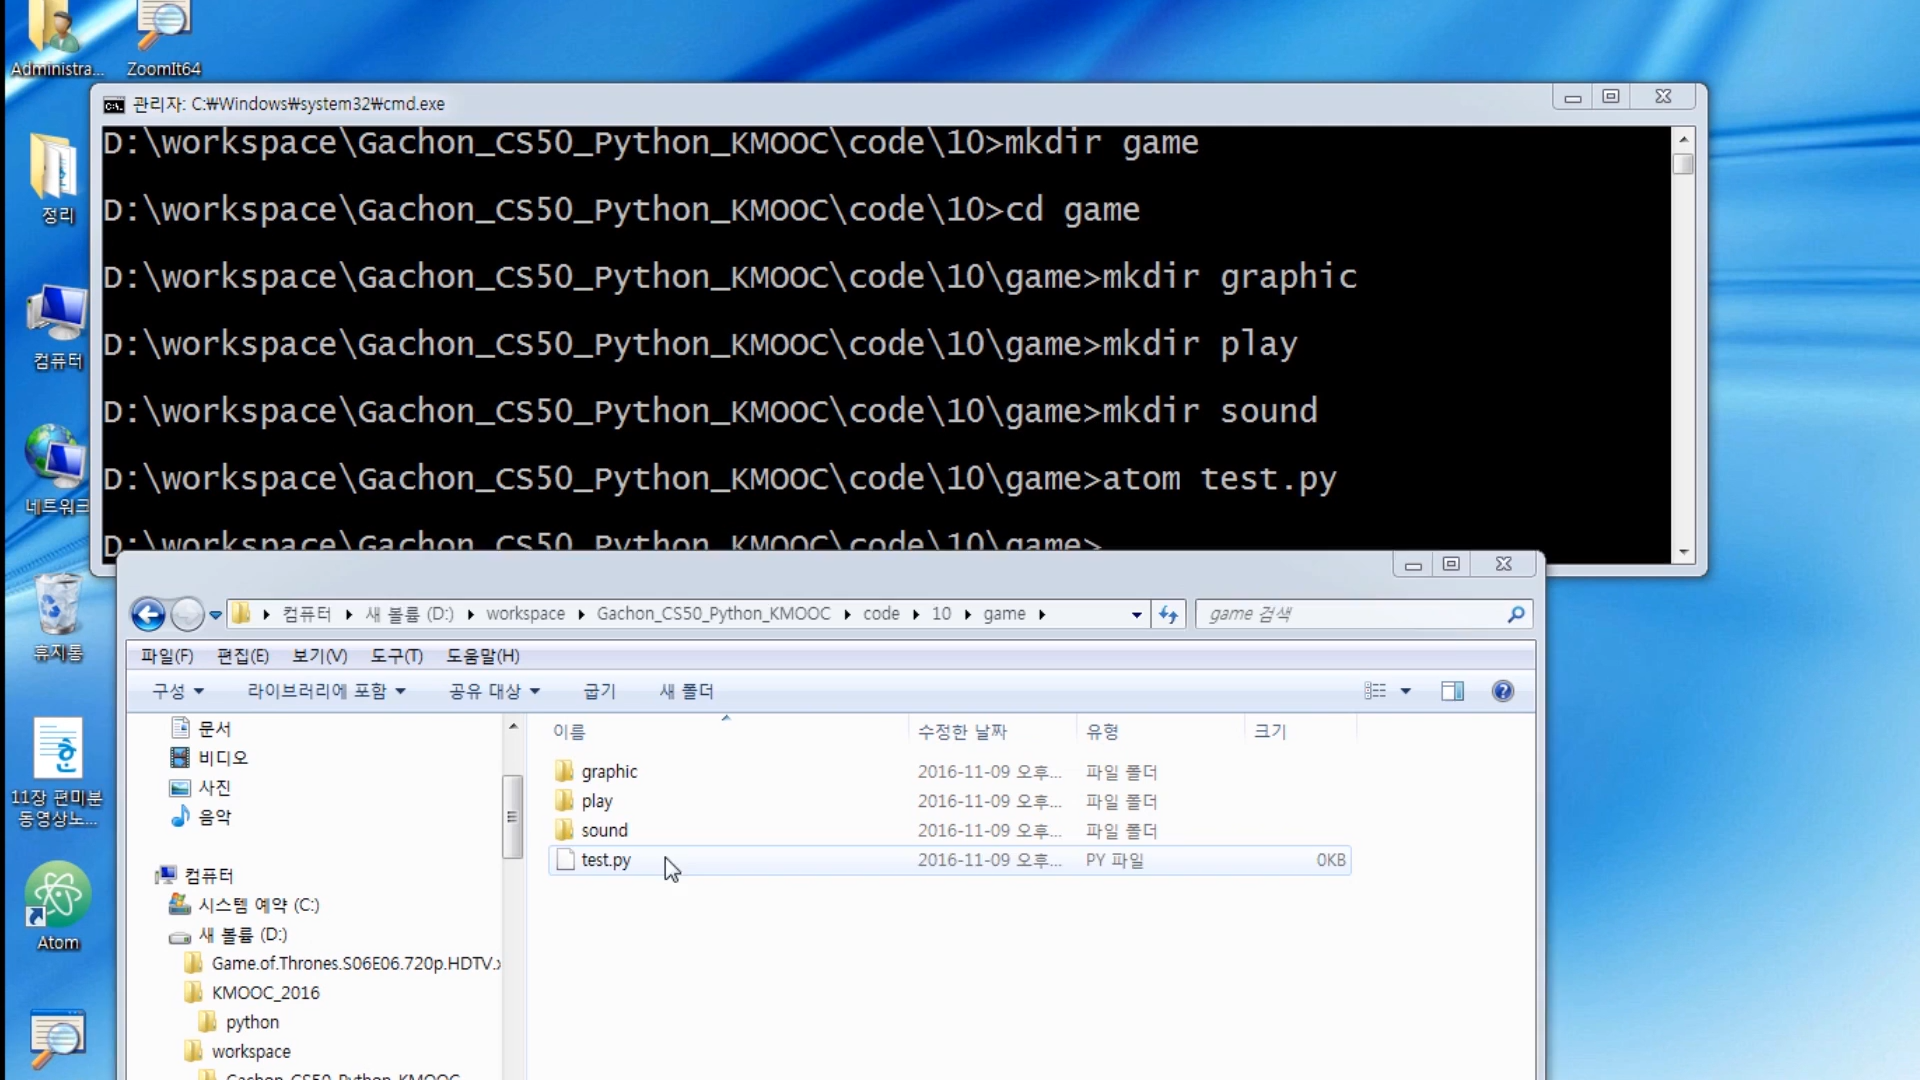 Administra...
ZoomIt64
관리자: C:₩Windows₩system32₩cmd.exe
D:\workspace\Gachon_CS50_Python_KMOOC\code\10>mkdir game
D:\workspace\Gachon_CS50_Python_KMOOC\code\10>cd game
D:\workspace\Gachon_CS50_Python_KMOOC\code\10\game>mkdir graphic
D:\workspace\Gachon_CS50_Python_KMOOC\code\10\game>mkdir play
D:\workspace\Gachon_CS50_Python_KMOOC\code\10\game>mkdir sound
D:\workspace\Gachon_CS50_Python_KMOOC\code\10\game>atom test.py
D:\workspace\Gachon_CS50_Python_KMOOC\code\10\game>
정리
컴퓨터
네트워크
휴지통
11장 편미분
동영상노...
Atom
컴퓨터 새 볼륨 (D:) workspace Gachon_CS50_Python_KMOOC code 10 game
game 검색
파일(F) 편집(E) 보기(V) 도구(T) 도움말(H)
구성 라이브러리에 포함 공유 대상 굽기 새 폴더
문서
비디오
사진
음악
컴퓨터
시스템 예약 (C:)
새 볼륨 (D:)
Game.of.Thrones.S06E06.720p.HDTV.x
KMOOC_2016
python
workspace
Gachon_CS50_Python_KMOOC
이름 수정한 날짜 유형 크기
graphic 2016-11-09 오후... 파일 폴더
play 2016-11-09 오후... 파일 폴더
sound 2016-11-09 오후... 파일 폴더
test.py 2016-11-09 오후... PY 파일 0KB